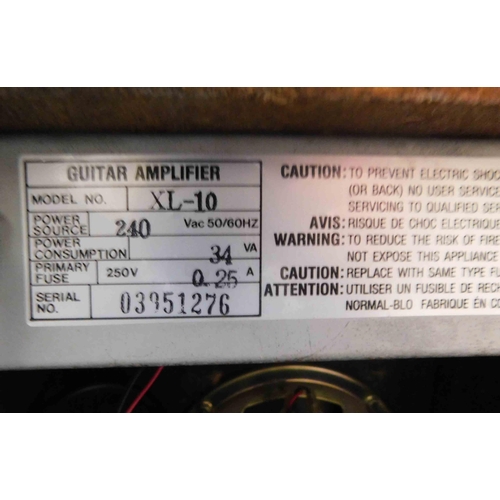 GUITAR AMPLIFIER
MODEL NO. XL-10
POWER SOURCE 240 Vac 50/60HZ
POWER CONSUMPTION 34 VA
PRIMARY FUSE 250V 0.25 A
SERIAL NO. 03951276
CAUTION: TO PREVENT ELECTRIC SHOC
(OR BACK) NO USER SERVICE
SERVICING TO QUALIFIED SER
AVIS: RISQUE DE CHOC ELECTRIQUE
WARNING: TO REDUCE THE RISK OF FIRE
NOT EXPOSE THIS APPLIANCE
CAUTION: REPLACE WITH SAME TYPE F
ATTENTION: UTILISER UN FUSIBLE DE RECH
NORMAL-BLO FABRIQUE ÉN CO